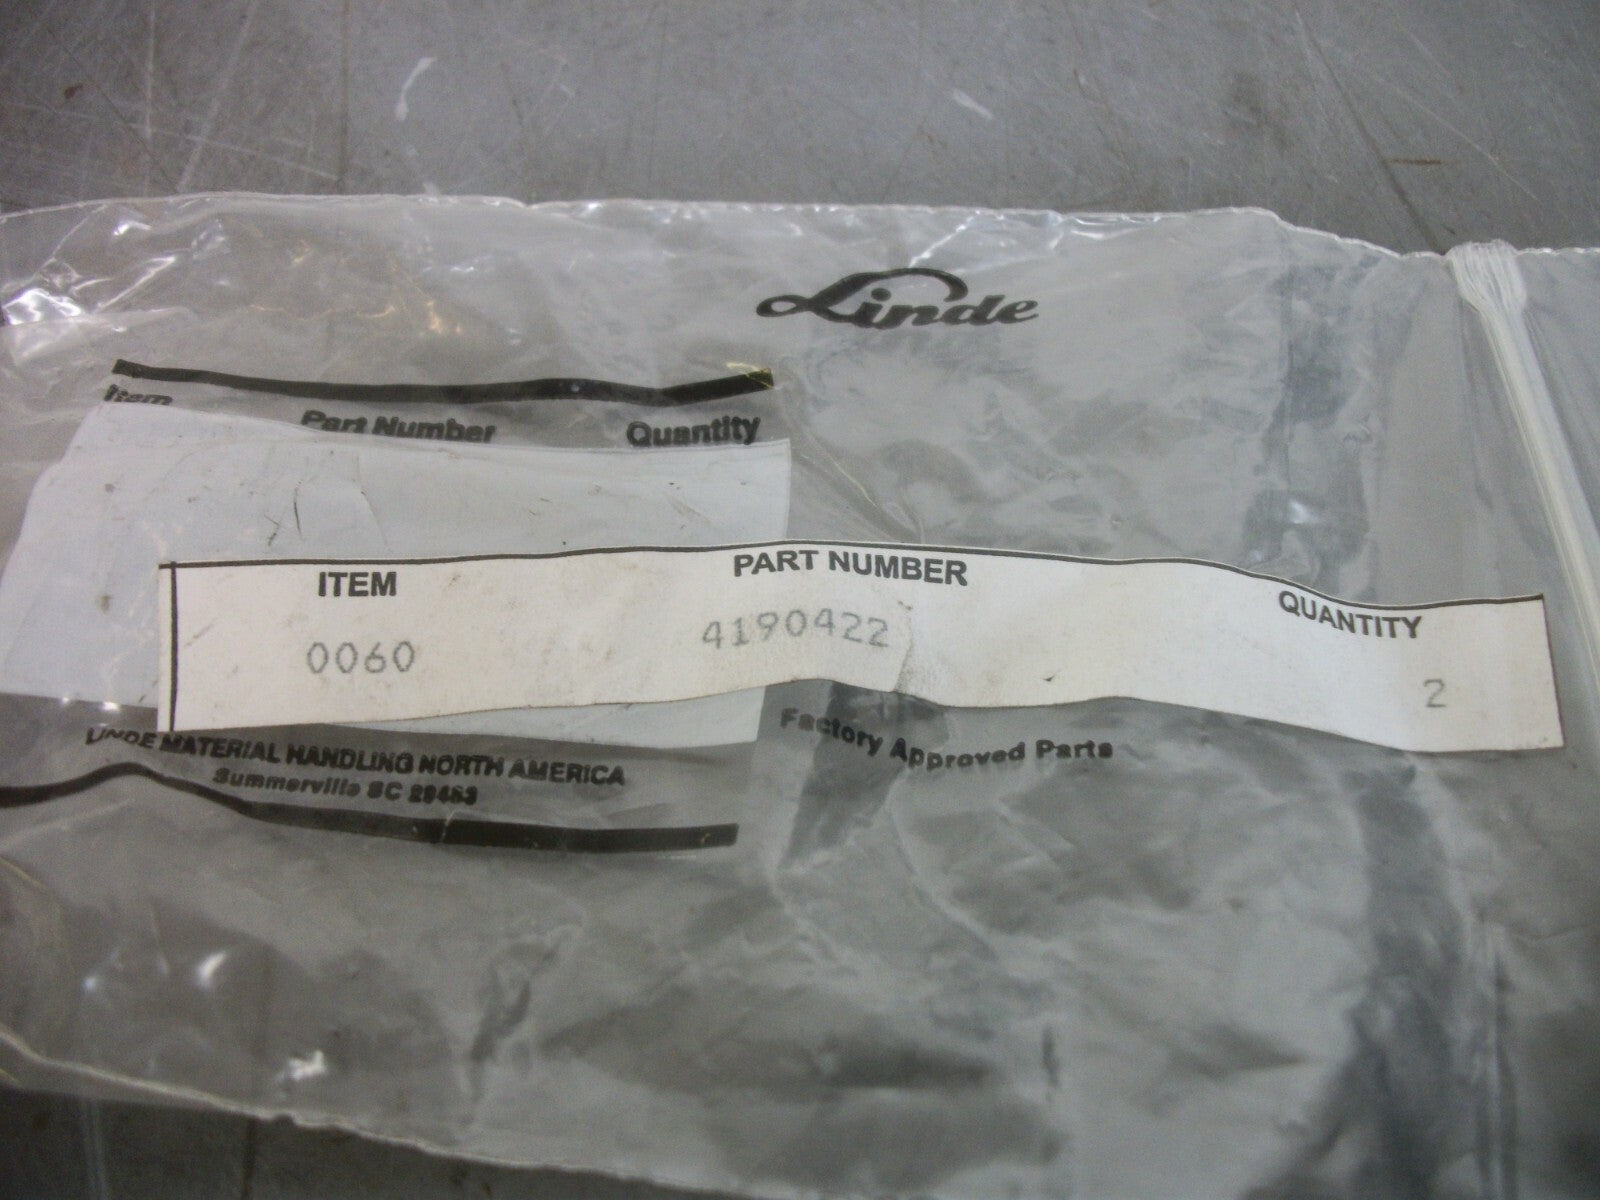 Linde
Item Part Number Quantity
ITEM PART NUMBER QUANTITY
0060 4190422 2
LINDE MATERIAL HANDLING NORTH AMERICA
Summerville SC 29483
Factory Approved Parts